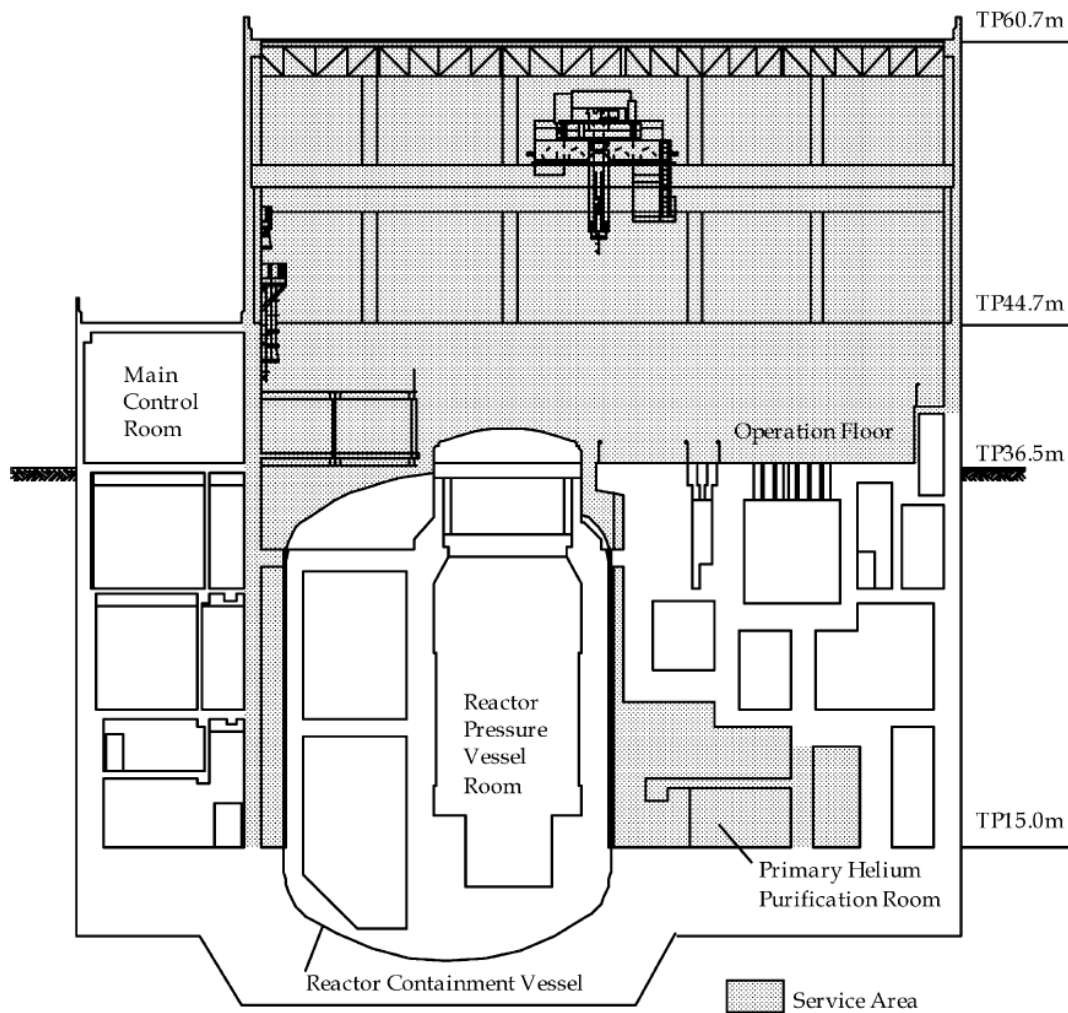 TP60.7m
TP44.7m
Main
Control
Room
Operation Floor
TP36.5m
Reactor
Pressure
Vessel
Room
TP15.0m
Primary Helium
Purification Room
Reactor Containment Vessel
Service Area